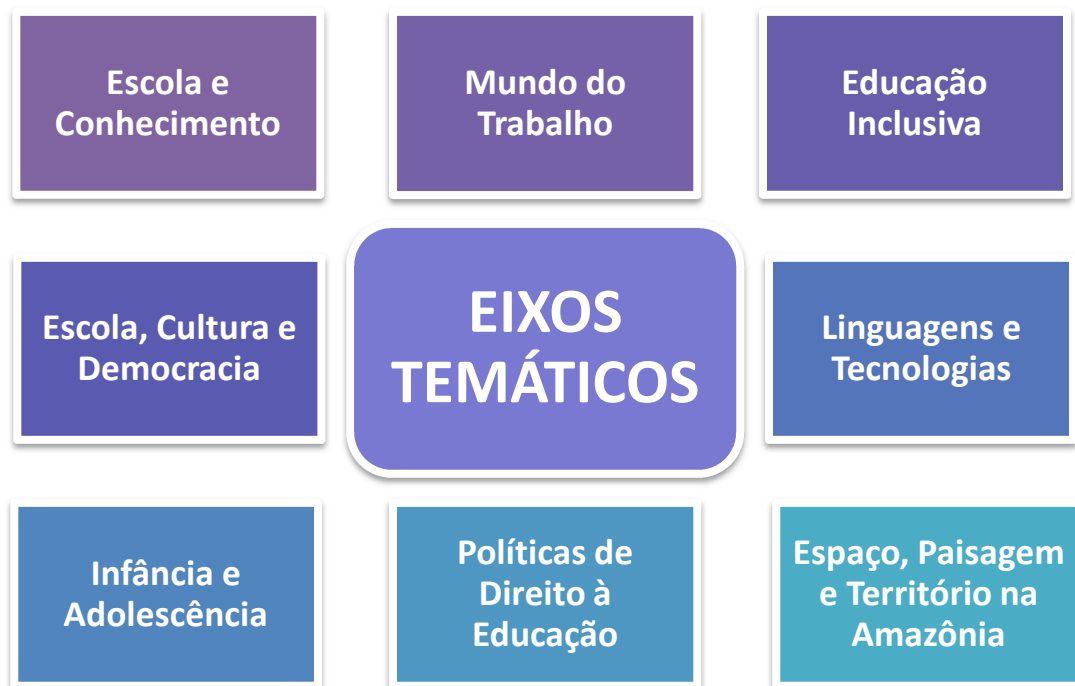 Escola e
Conhecimento
Mundo do
Trabalho
Educação
Inclusiva
Escola, Cultura e
Democracia
EIXOS
TEMÁTICOS
Linguagens e
Tecnologias
Infância e
Adolescência
Políticas de
Direito à
Educação
Espaço, Paisagem
e Território na
Amazônia